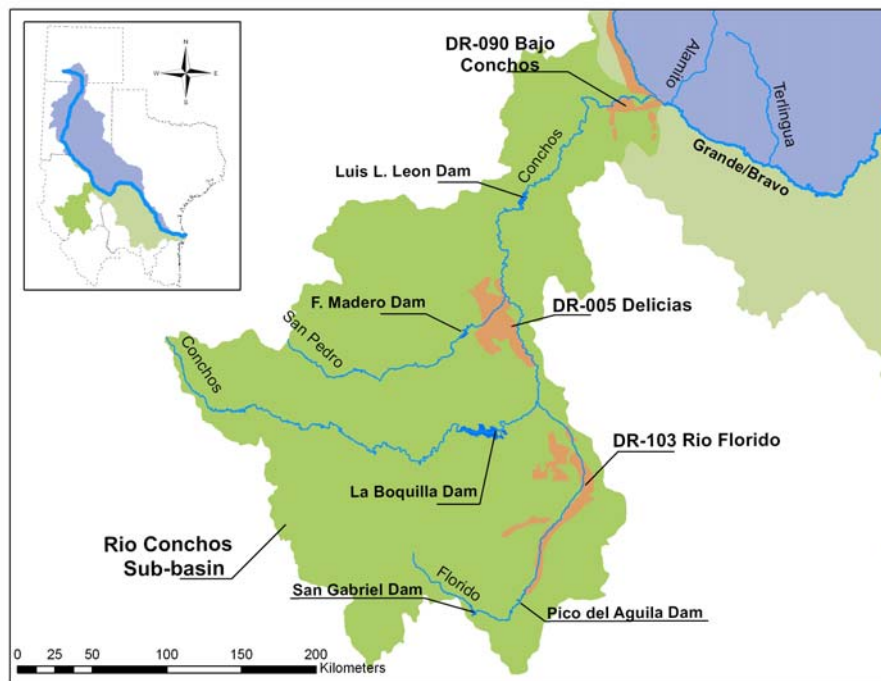 N
W E
S
DR-090 Bajo
Conchos
Alamito
Terlingua
Conchos
Luis L. Leon Dam
Grande/Bravo
F. Madero Dam
DR-005 Delicias
San Pedro
Conchos
DR-103 Rio Florido
La Boquilla Dam
Rio Conchos
Sub-basin
Florido
San Gabriel Dam
Pico del Aguila Dam
0 50 100 150 200
Kilometers